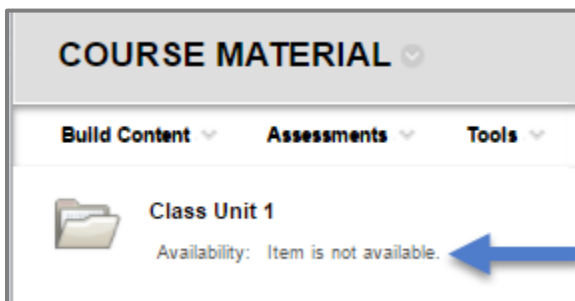 COURSE MATERIAL
Build Content Assessments Tools
Class Unit 1
Availability: Item is not available.